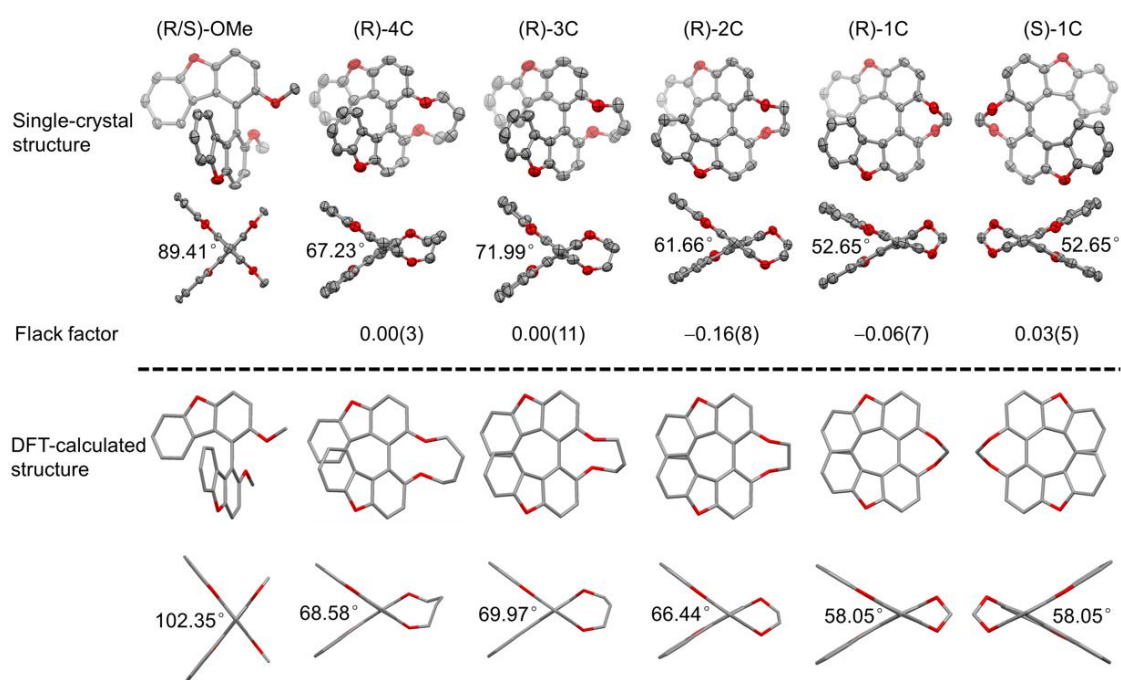 (R/S)-OMe (R)-4C (R)-3C (R)-2C (R)-1C (S)-1C
Single-crystal
structure
89.41° 67.23° 71.99° 61.66° 52.65° 52.65°
Flack factor 0.00(3) 0.00(11) −0.16(8) −0.06(7) 0.03(5)
DFT-calculated
structure
102.35° 68.58° 69.97° 66.44° 58.05° 58.05°